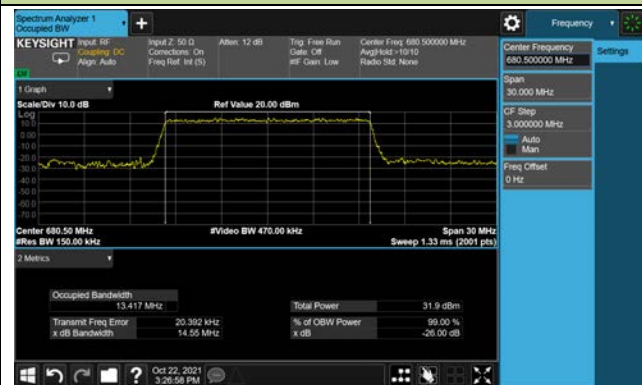 Spectrum Analyzer 1
Occupied BW
Frequency
KEYSIGHT
Input: RF
Coupling: DC
Align: Auto
Input Z: 50 Ω
Corrections: On
Freq Ref: Int (S)
Atten: 12 dB
Trig: Free Run
Gate: Off
#IF Gain: Low
Center Freq: 680.500000 MHz
Avg|Hold:>10/10
Radio Std: None
Center Frequency
680.500000 MHz
Settings
Span
30.000 MHz
CF Step
3.000000 MHz
Auto
Man
Freq Offset
0 Hz
1 Graph
Scale/Div 10.0 dB
Ref Value 20.00 dBm
Log
10.0
0.00
-10.0
-20.0
-30.0
-40.0
-50.0
-60.0
-70.0
Center 680.50 MHz
#Video BW 470.00 kHz
Span 30 MHz
#Res BW 150.00 kHz
Sweep 1.33 ms (2001 pts)
2 Metrics
Occupied Bandwidth
13.417 MHz
Total Power
31.9 dBm
Transmit Freq Error
20.392 kHz
% of OBW Power
99.00 %
x dB Bandwidth
14.55 MHz
x dB
-26.00 dB
?
Oct 22, 2021
3:26:58 PM